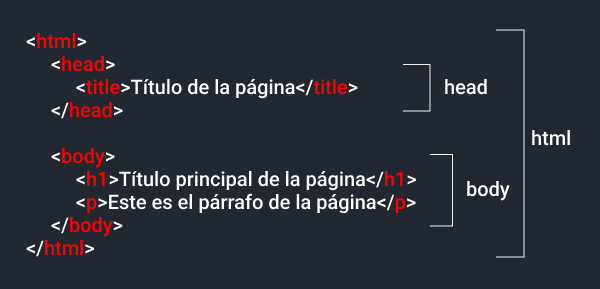 <html>
<head>
<title>Título de la página</title>
</head>
head
html
<body>
<h1>Título principal de la página</h1>
<p>Este es el párrafo de la página</p>
body
</body>
</html>